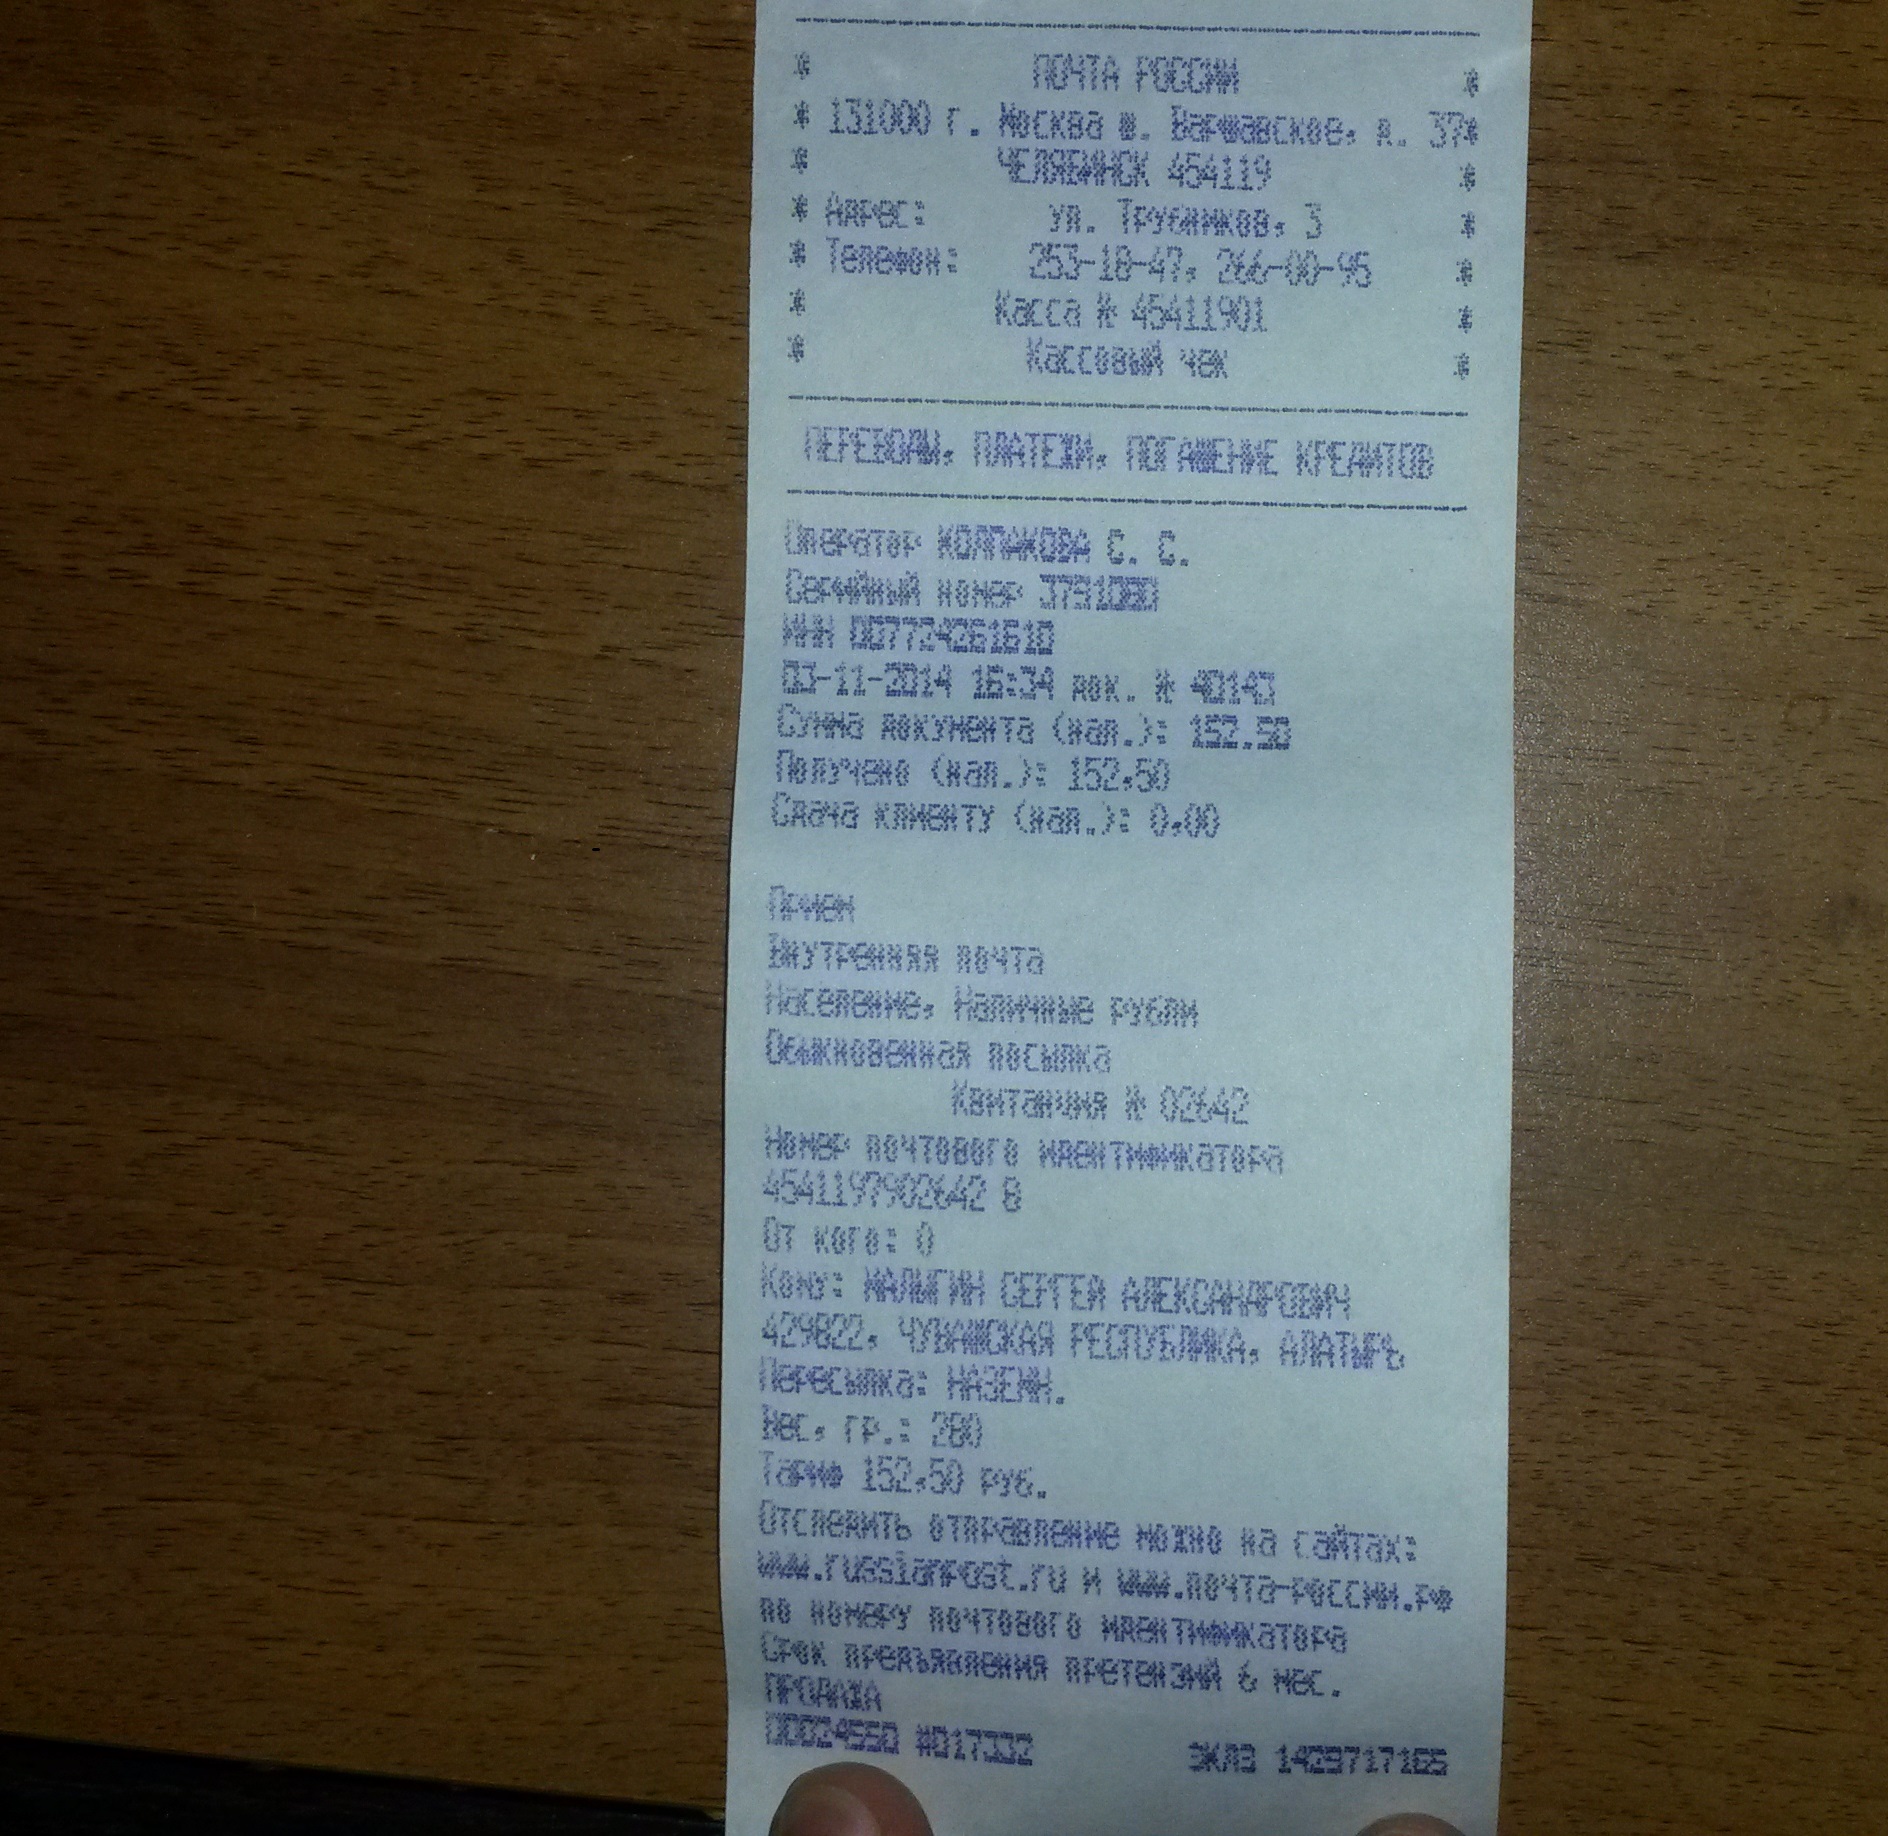 * ПОЧТА РОССИИ *
* 131000 г. Москва ш. Варшавское, д. 37*
* ЧЕЛЯБИНСК 454119 *
* Адрес: ул. Трубников, 3 *
* Телефон: 253-18-47, 266-00-95 *
* Касса № 45411901 *
* Кассовый чек *
ПЕРЕВОДЫ, ПЛАТЕЖИ, ПОГАШЕНИЕ КРЕДИТОВ
Оператор КОЛПАКОВА С. С.
Серийный номер
ИНН 007724261610
03-11-2014 16:34 док. № 40143
Сумма документа (нал.): 152.50
Получено (нал.): 152,50
Сдача клиенту (нал.): 0,00
Прием
Внутренняя почта
Население, Наличные рубли
Обыкновенная посылка
Квитанция № 02642
Номер почтового идентификатора
4541197902642 8
От кого: 0
Кому: МАЛЫГИН СЕРГЕЙ АЛЕКСАНДРОВИЧ
429822, ЧУВАШСКАЯ РЕСПУБЛИКА, АЛАТЫРЬ
Пересылка: НАЗЕМН.
Вес, гр.: 280
Тариф 152,50 руб.
Отследить отправление можно на сайтах:
www.russianpost.ru и www.почта-россии.рф
по номеру почтового идентификатора
Срок предъявления претензий 6 мес.
ПРОДАЖА
00024550 #017332 ЭКЛЗ 1429717165